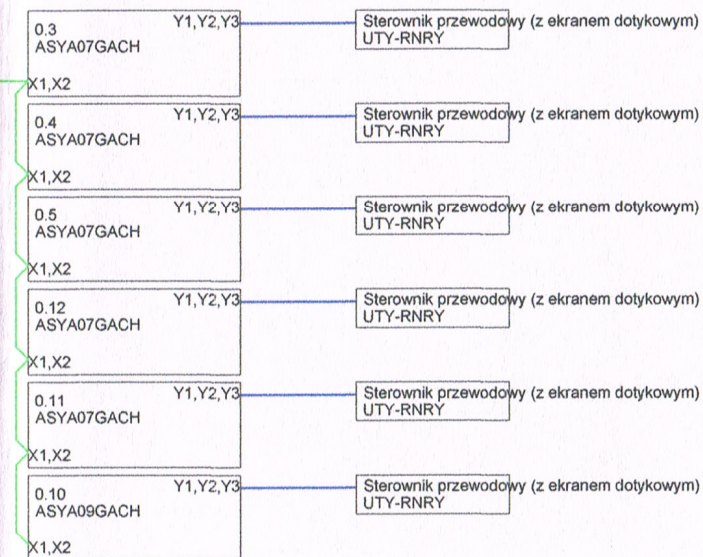 0.3 Y1,Y2,Y3 Sterownik przewodowy (z ekranem dotykowym)
ASYA07GACH UTY-RNRY
X1,X2
0.4 Y1,Y2,Y3 Sterownik przewodowy (z ekranem dotykowym)
ASYA07GACH UTY-RNRY
X1,X2
0.5 Y1,Y2,Y3 Sterownik przewodowy (z ekranem dotykowym)
ASYA07GACH UTY-RNRY
X1,X2
0.12 Y1,Y2,Y3 Sterownik przewodowy (z ekranem dotykowym)
ASYA07GACH UTY-RNRY
X1,X2
0.11 Y1,Y2,Y3 Sterownik przewodowy (z ekranem dotykowym)
ASYA07GACH UTY-RNRY
X1,X2
0.10 Y1,Y2,Y3 Sterownik przewodowy (z ekranem dotykowym)
ASYA09GACH UTY-RNRY
X1,X2